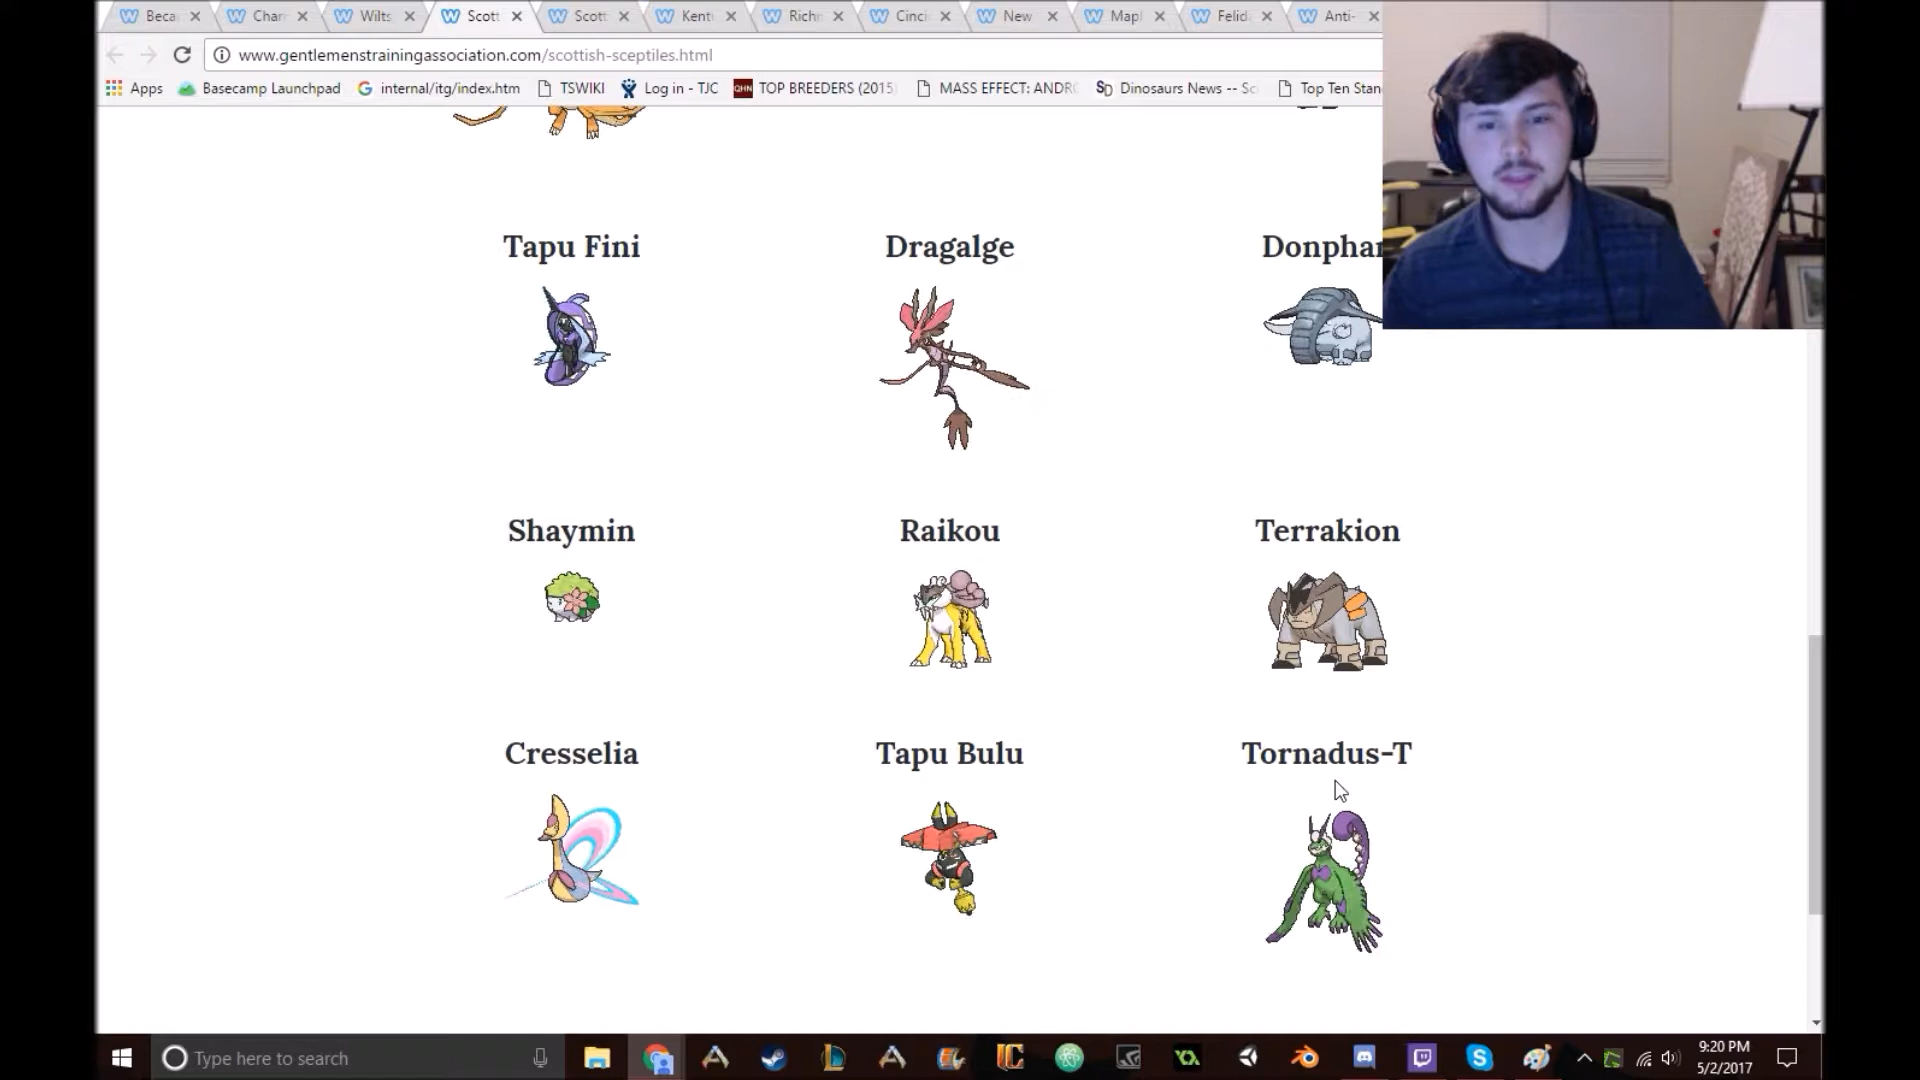 Beca
Char
Wilts
Scott
Scott
Kent
Rich
Cinci
New
Mapl
Felid
Anti-
www.gentlemenstrainingassociation.com/scottish-sceptiles.html
Apps
Basecamp Launchpad
internal/itg/index.htm
TSWIKI
Log in - TJC
QHN
TOP BREEDERS (2015)
MASS EFFECT: ANDR
SD
Dinosaurs News -- Sc
Top Ten Stan
Tapu Fini
Dragalge
Donphan
Shaymin
Raikou
Terrakion
Cresselia
Tapu Bulu
Tornadus-T
Type here to search
9:20 PM
5/2/2017